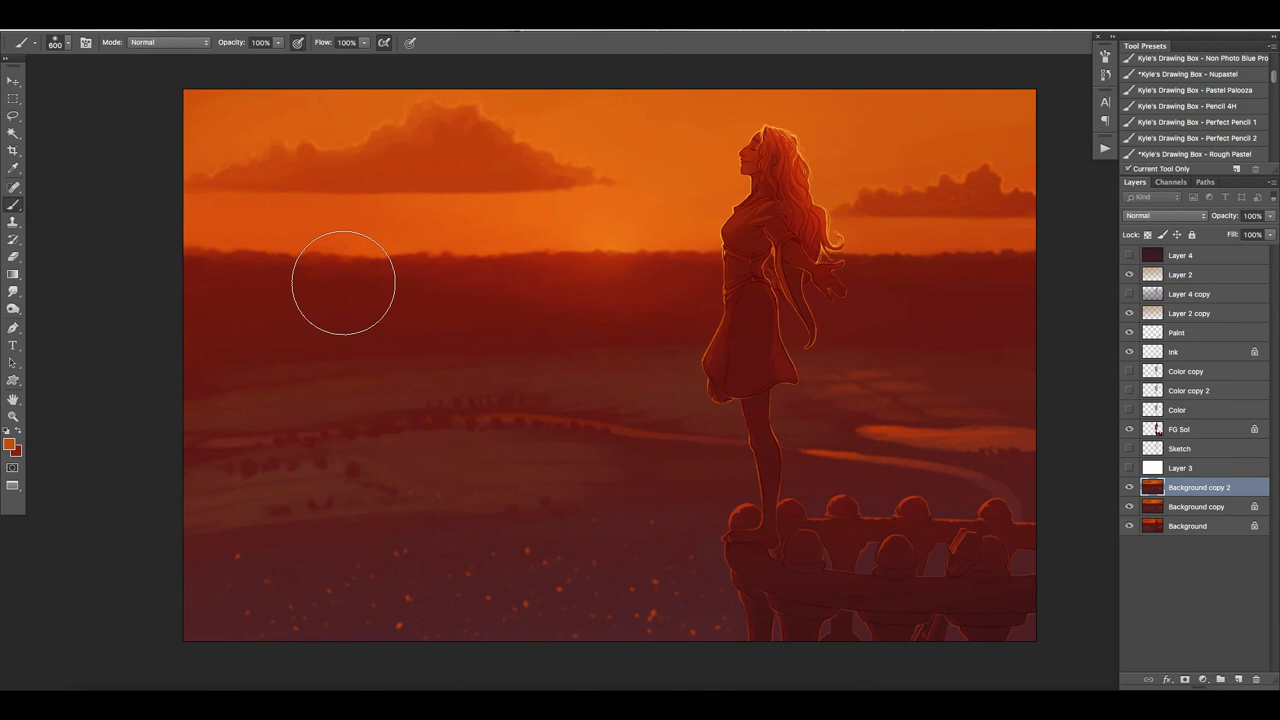 600 Mode: Normal Opacity: 100% Flow: 100%
Tool Presets
Kyle's Drawing Box - Non Photo Blue Pro
*Kyle's Drawing Box - Nupastel
Kyle's Drawing Box - Pastel Palooza
Kyle's Drawing Box - Pencil 4H
Kyle's Drawing Box - Perfect Pencil 1
Kyle's Drawing Box - Perfect Pencil 2
*Kyle's Drawing Box - Rough Pastel
Current Tool Only
Layers Channels Paths
Kind
Normal Opacity: 100%
Lock: Fill: 100%
Layer 4
Layer 2
Layer 4 copy
Layer 2 copy
Paint
Ink
Color copy
Color copy 2
Color
FG Sol
Sketch
Layer 3
Background copy 2
Background copy
Background